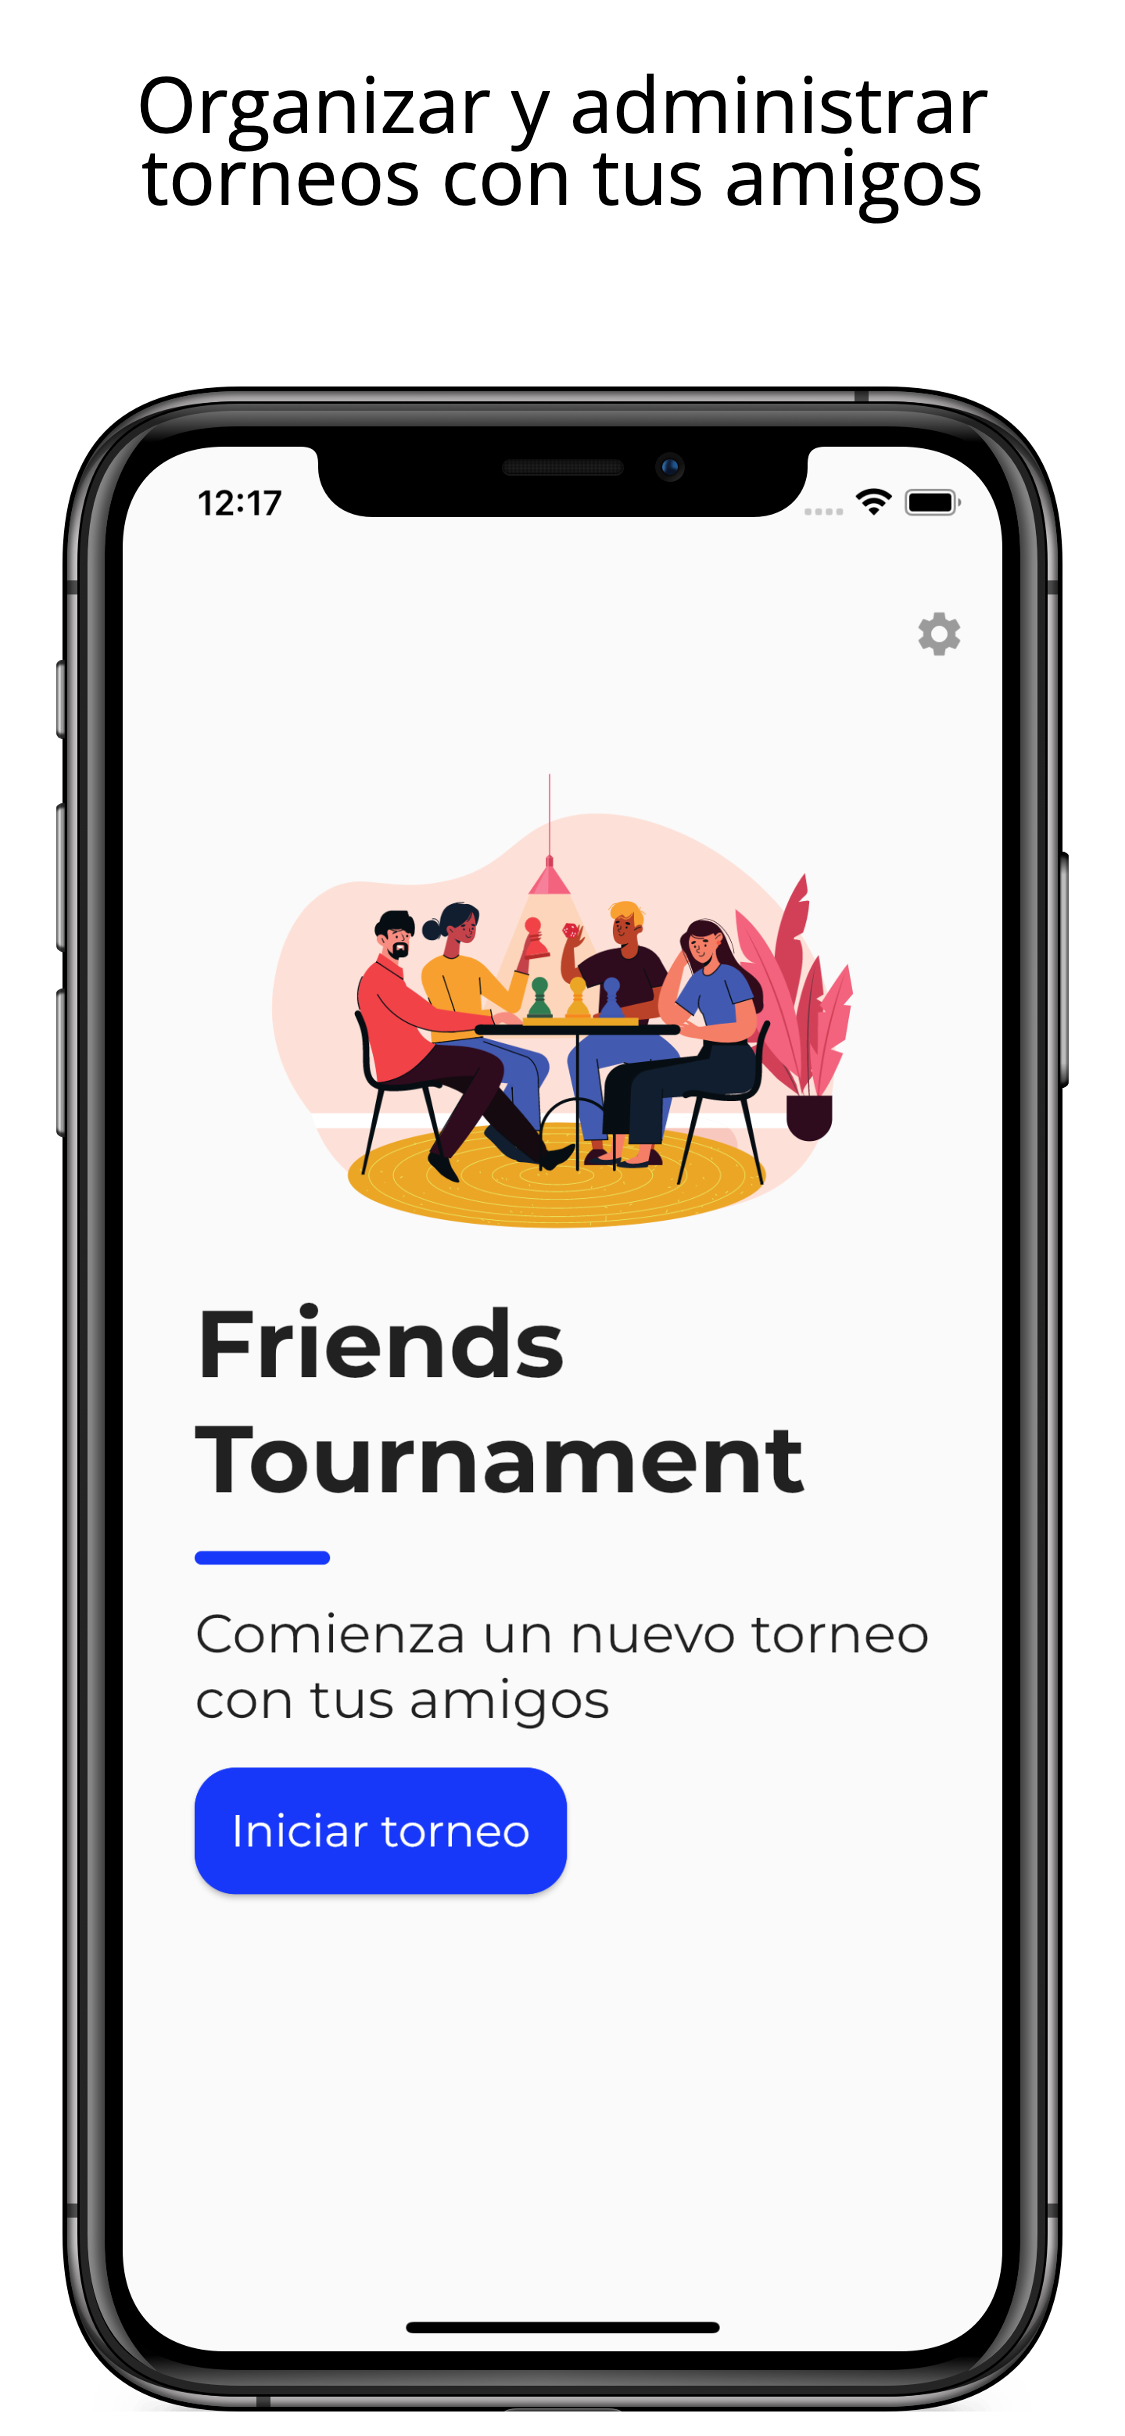 Organizar y administrar
torneos con tus amigos
12:17
Friends
Tournament
Comienza un nuevo torneo
con tus amigos
Iniciar torneo